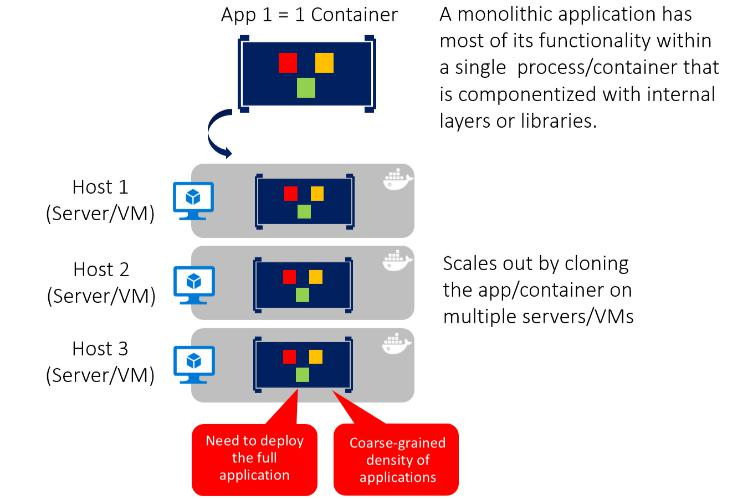 App 1 = 1 Container
A monolithic application has
most of its functionality within
a single process/container that
is componentized with internal
layers or libraries.
Host 1
(Server/VM)
Host 2
(Server/VM)
Scales out by cloning
the app/container on
multiple servers/VMs
Host 3
(Server/VM)
Need to deploy
the full
application
Coarse-grained
density of
applications